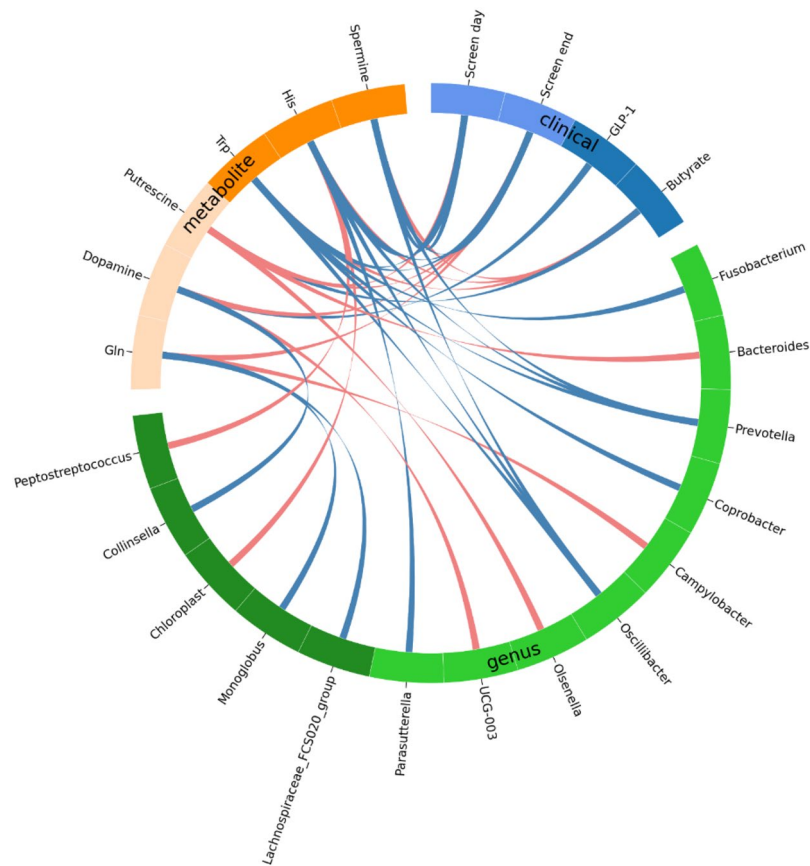 Spermine
Screen day
Screen end
His
clinical
GLP-1
Trp
metabolite
Butyrate
Putrescine
Fusobacterium
Dopamine
Gln
Bacteroides
Prevotella
Peptostreptococcus
Coprobacter
Collinsella
Campylobacter
Chloroplast
Oscillibacter
Monoglobus
genus
Olsenella
Lachnospiraceae_FCS020_group
UCG-003
Parasutterella